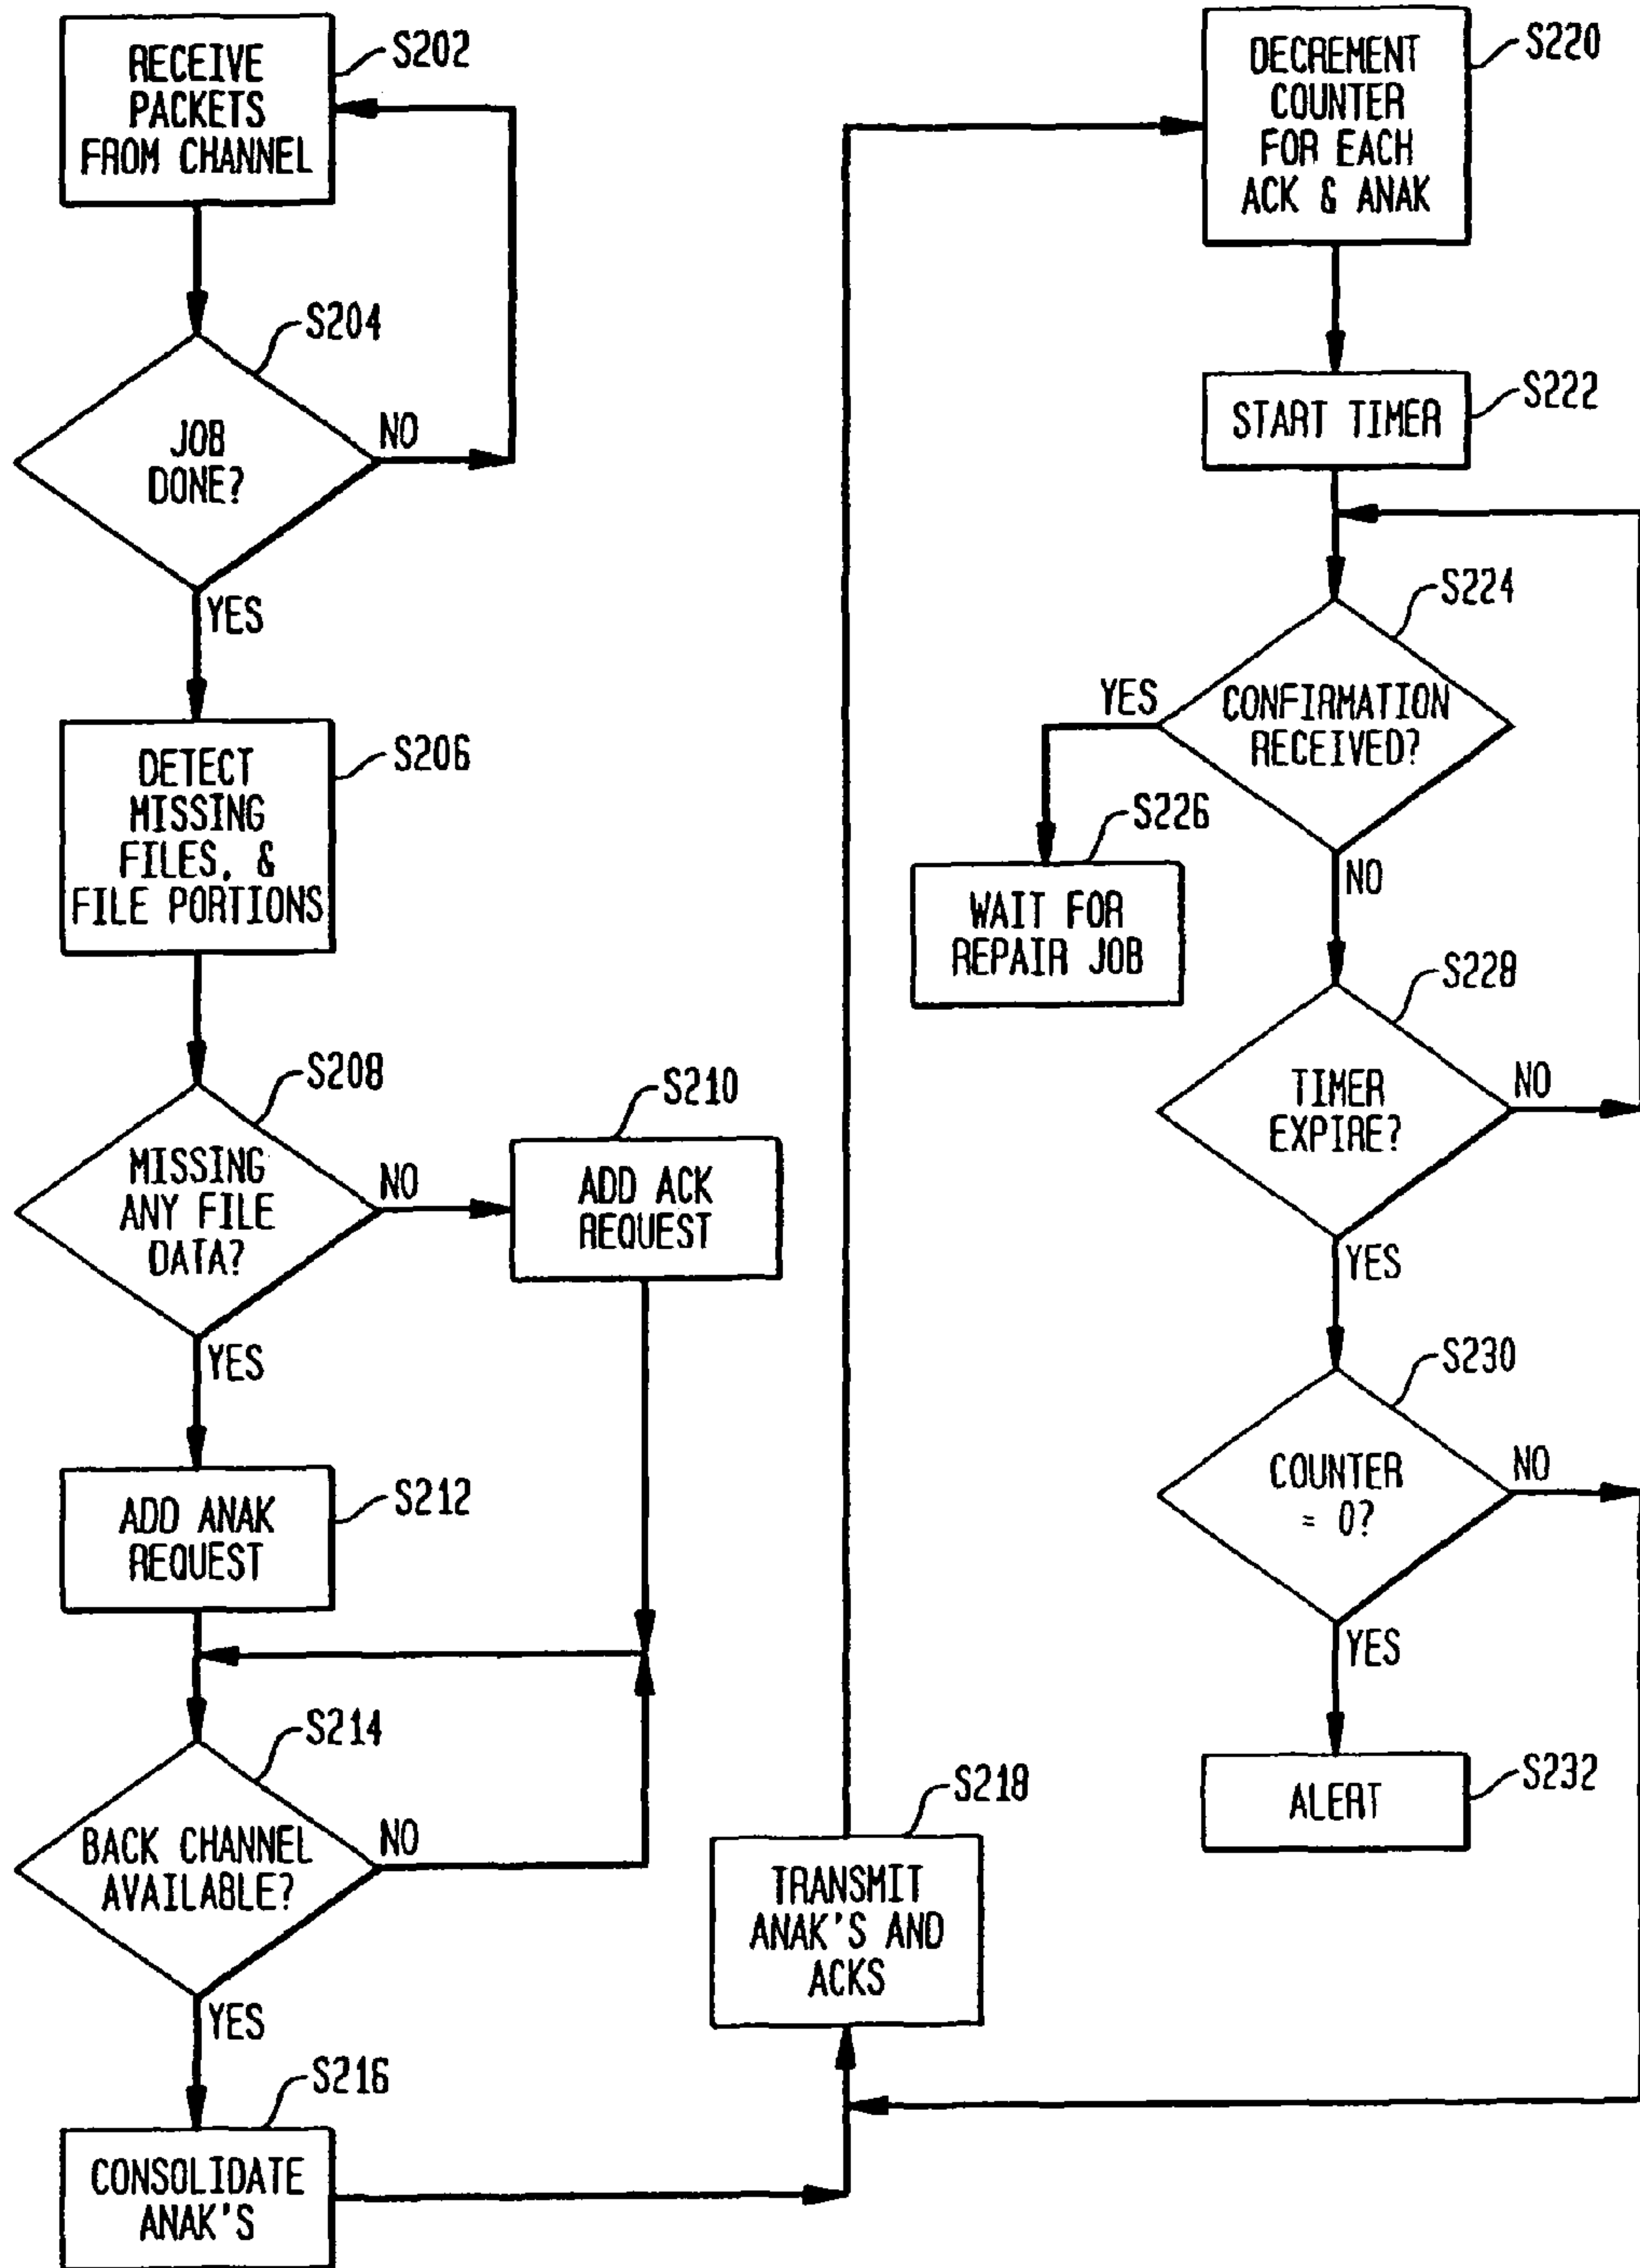 RECEIVE
PACKETS
FROM CHANNEL
S202
JOB
DONE?
S204
NO
YES
DETECT
MISSING
FILES, &
FILE PORTIONS
S206
MISSING
ANY FILE
DATA?
S208
NO
YES
ADD ACK
REQUEST
S210
ADD ANAK
REQUEST
S212
BACK CHANNEL
AVAILABLE?
S214
NO
YES
CONSOLIDATE
ANAK'S
S216
TRANSMIT
ANAK'S AND
ACKS
S218
DECREMENT
COUNTER
FOR EACH
ACK & ANAK
S220
START TIMER
S222
CONFIRMATION
RECEIVED?
S224
YES
NO
WAIT FOR
REPAIR JOB
S226
TIMER
EXPIRE?
S228
NO
YES
COUNTER
= 0?
S230
NO
YES
ALERT
S232